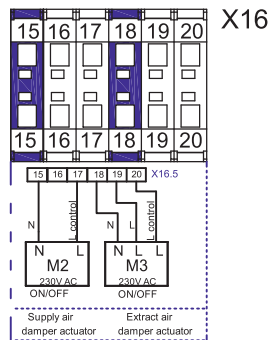 X16
15 16 17 18 19 20
15 16 17 18 19 20
15 16 17 18 19 20 X16.5
N L control N L L control
N L N L L
M2 M3
230V AC 230V AC
ON/OFF ON/OFF
Supply air Extract air
damper actuator damper actuator